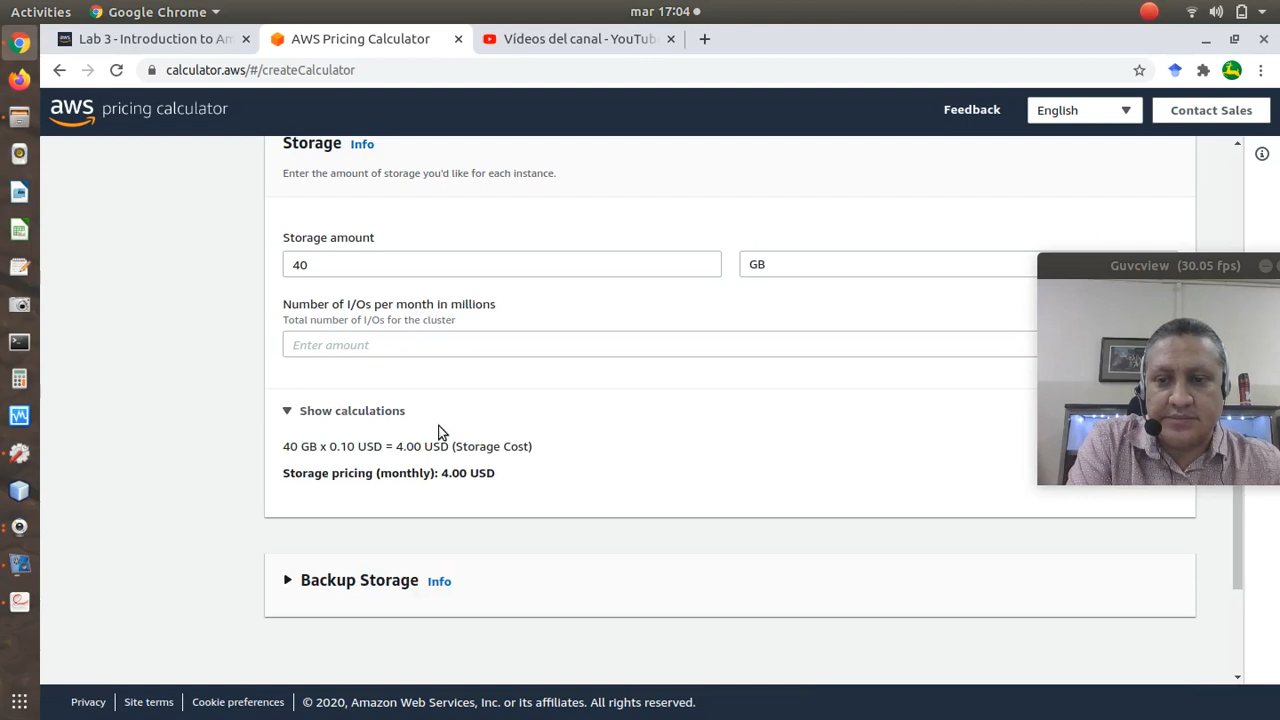 Activities
Google Chrome
mar 17:04
Lab 3 - Introduction to Am
AWS Pricing Calculator
Vídeos del canal - YouTub
calculator.aws/#/createCalculator
aws pricing calculator
Feedback
English
Contact Sales
Storage Info
Enter the amount of storage you'd like for each instance.
Storage amount
40
GB
Guvcview (30.05 fps)
Number of I/Os per month in millions
Total number of I/Os for the cluster
Enter amount
Show calculations
40 GB x 0.10 USD = 4.00 USD (Storage Cost)
Storage pricing (monthly): 4.00 USD
Backup Storage Info
Privacy
Site terms
Cookie preferences
© 2020, Amazon Web Services, Inc. or its affiliates. All rights reserved.